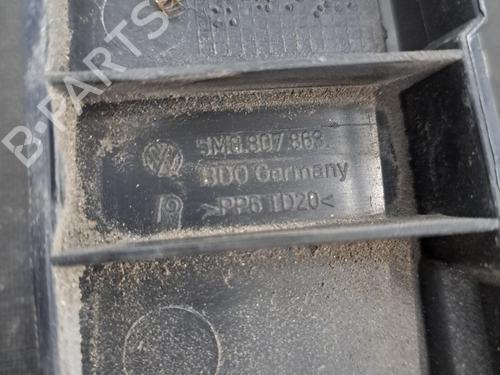 5M0.807.863
BDO Germany
>PP6 TD20<
B-PARTS